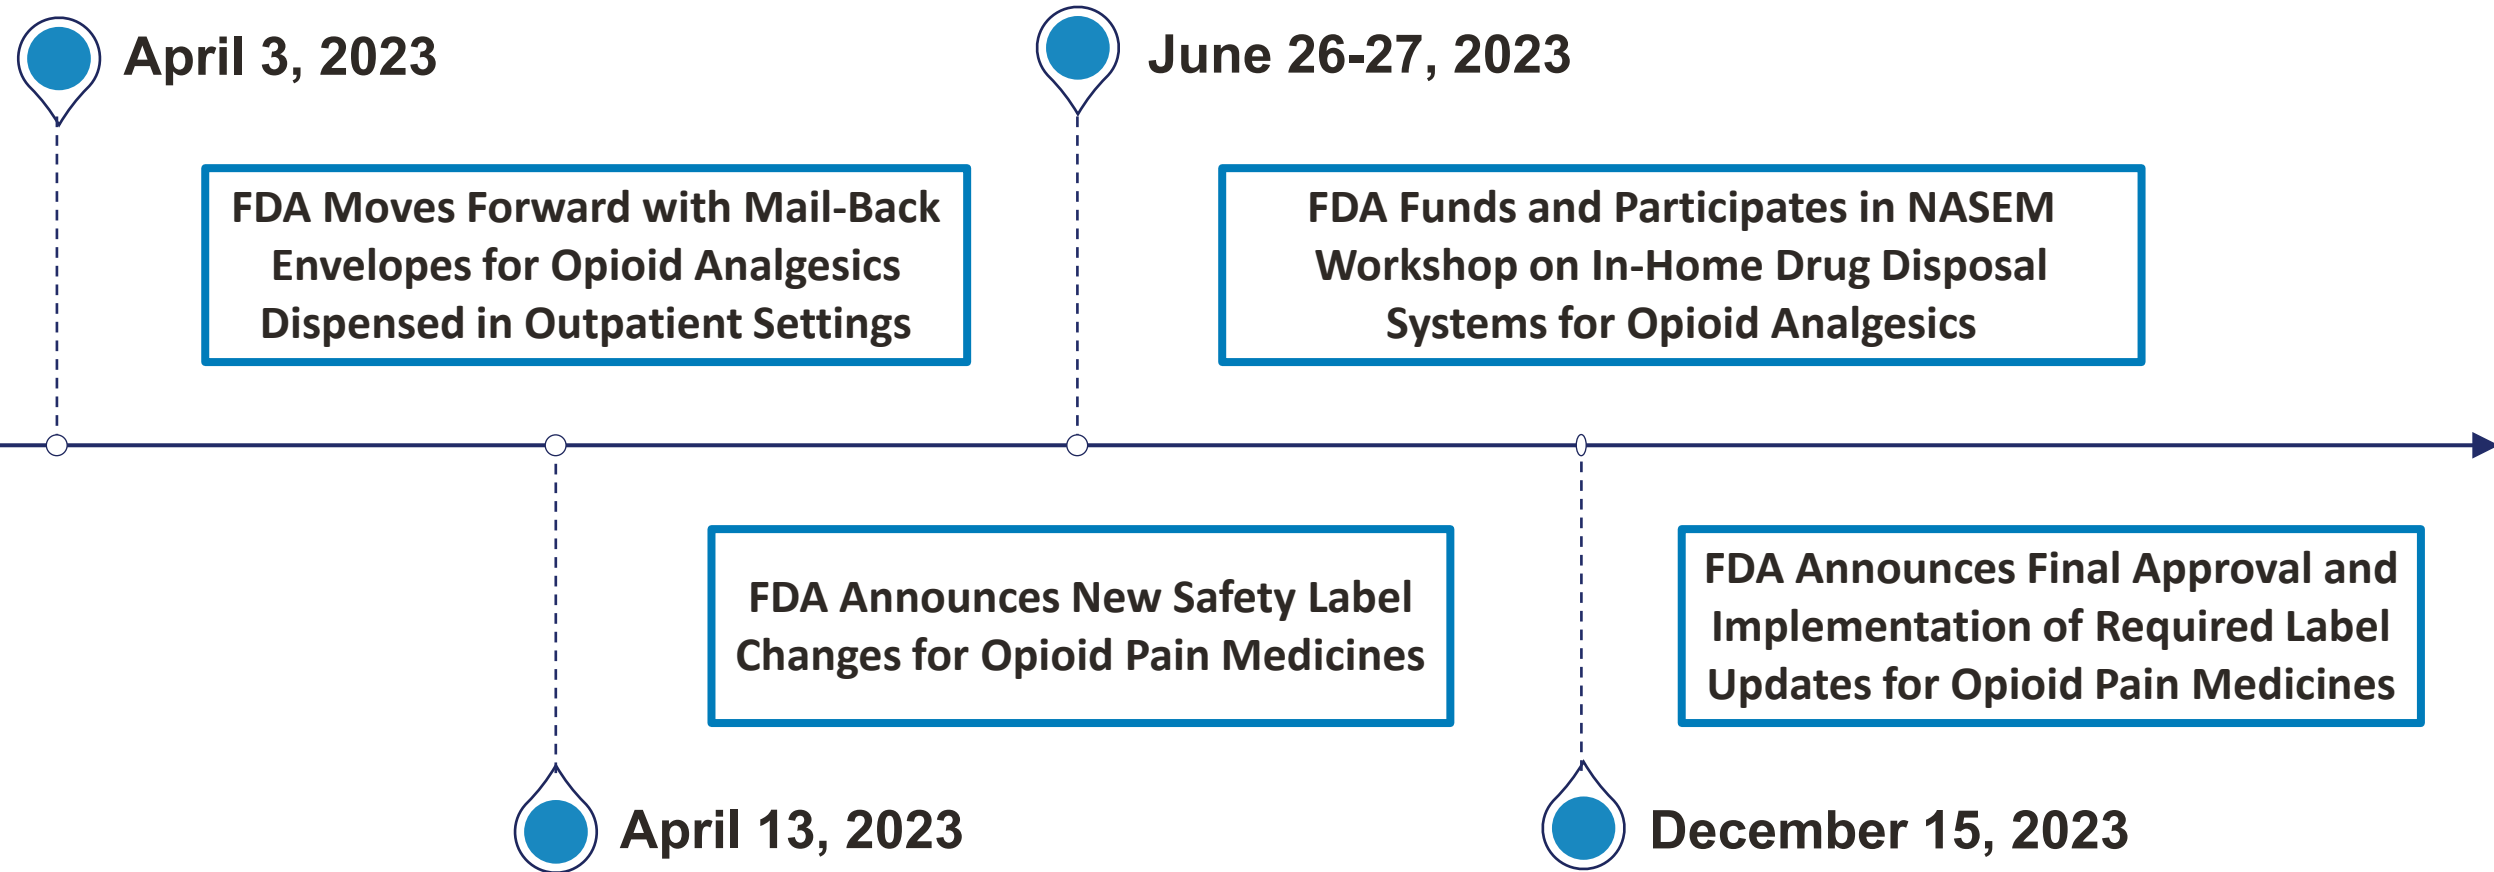 April 3, 2023
FDA Moves Forward with Mail-Back
Envelopes for Opioid Analgesics
Dispensed in Outpatient Settings
June 26-27, 2023
FDA Funds and Participates in NASEM
Workshop on In-Home Drug Disposal
Systems for Opioid Analgesics
FDA Announces New Safety Label
Changes for Opioid Pain Medicines
April 13, 2023
FDA Announces Final Approval and
Implementation of Required Label
Updates for Opioid Pain Medicines
December 15, 2023